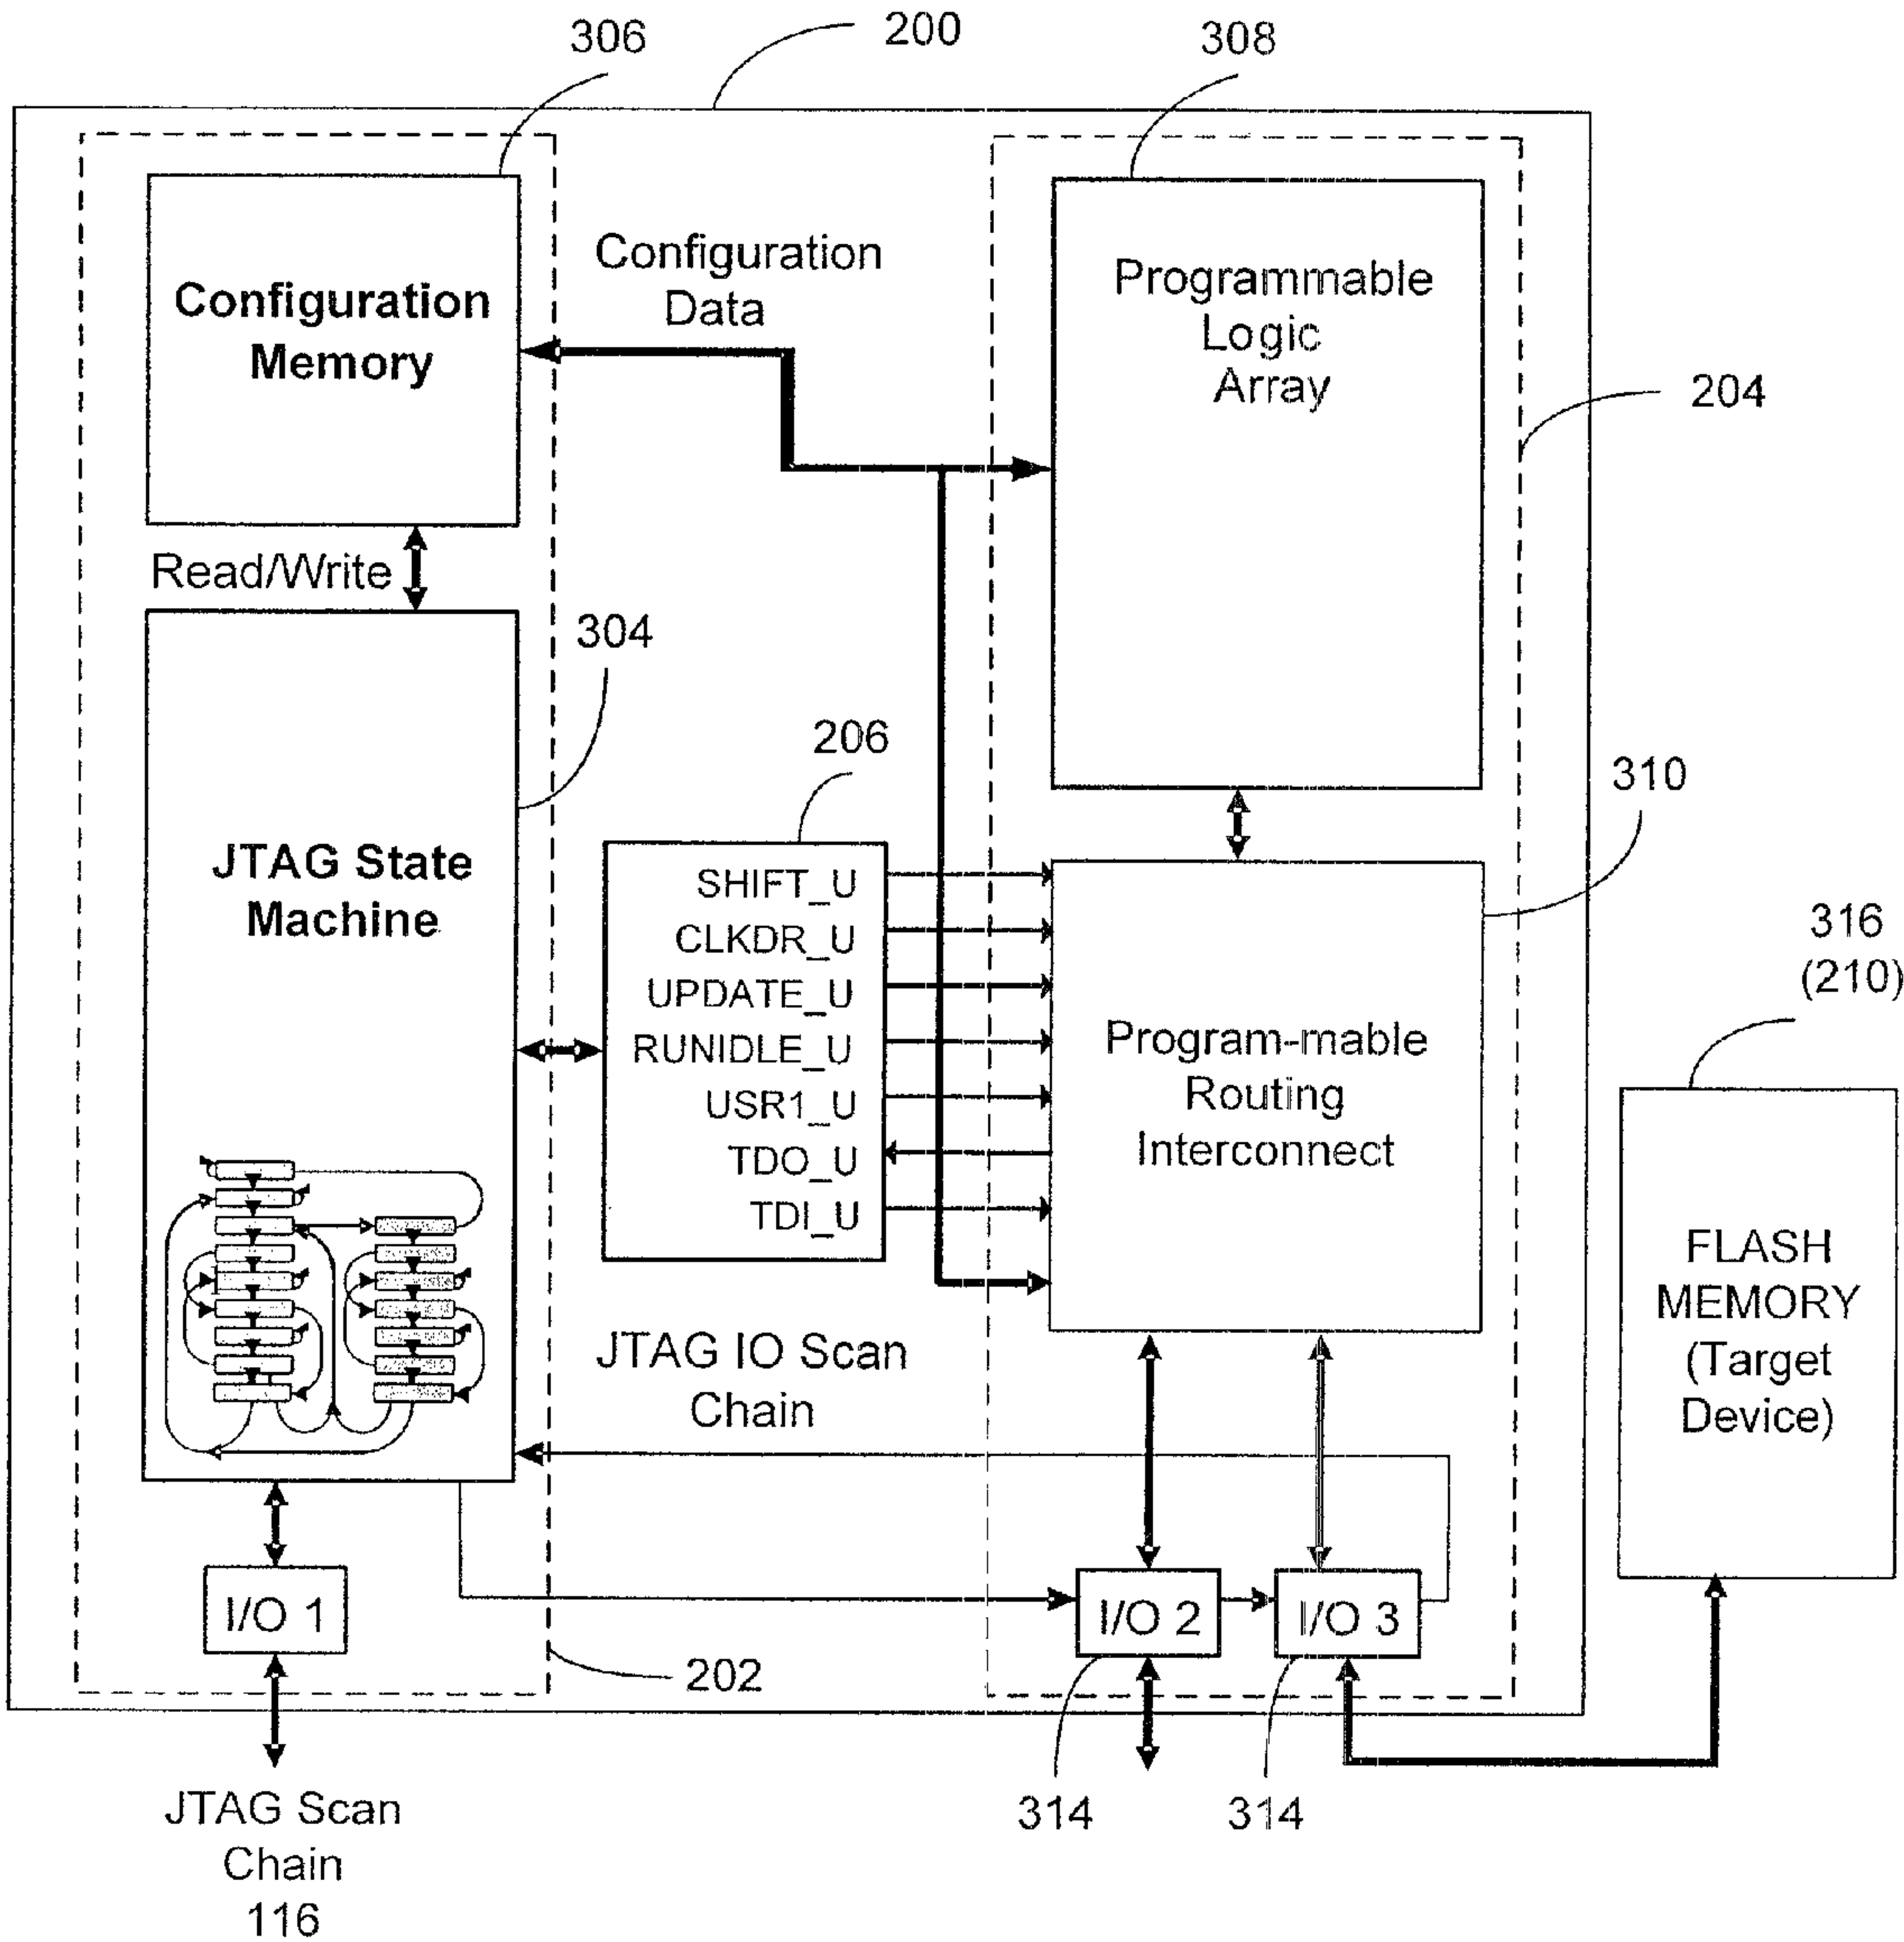 200
306
308
Configuration
Memory
Configuration
Data
Programmable
Logic
Array
204
Read/Write
304
206
310
JTAG State
Machine
SHIFT_U
CLKDR_U
UPDATE_U
RUNIDLE_U
USR1_U
TDO_U
TDI_U
Program-mable
Routing
Interconnect
316
(210)
FLASH
MEMORY
(Target
Device)
JTAG IO Scan
Chain
I/O 1
I/O 2
I/O 3
202
314
314
JTAG Scan
Chain
116